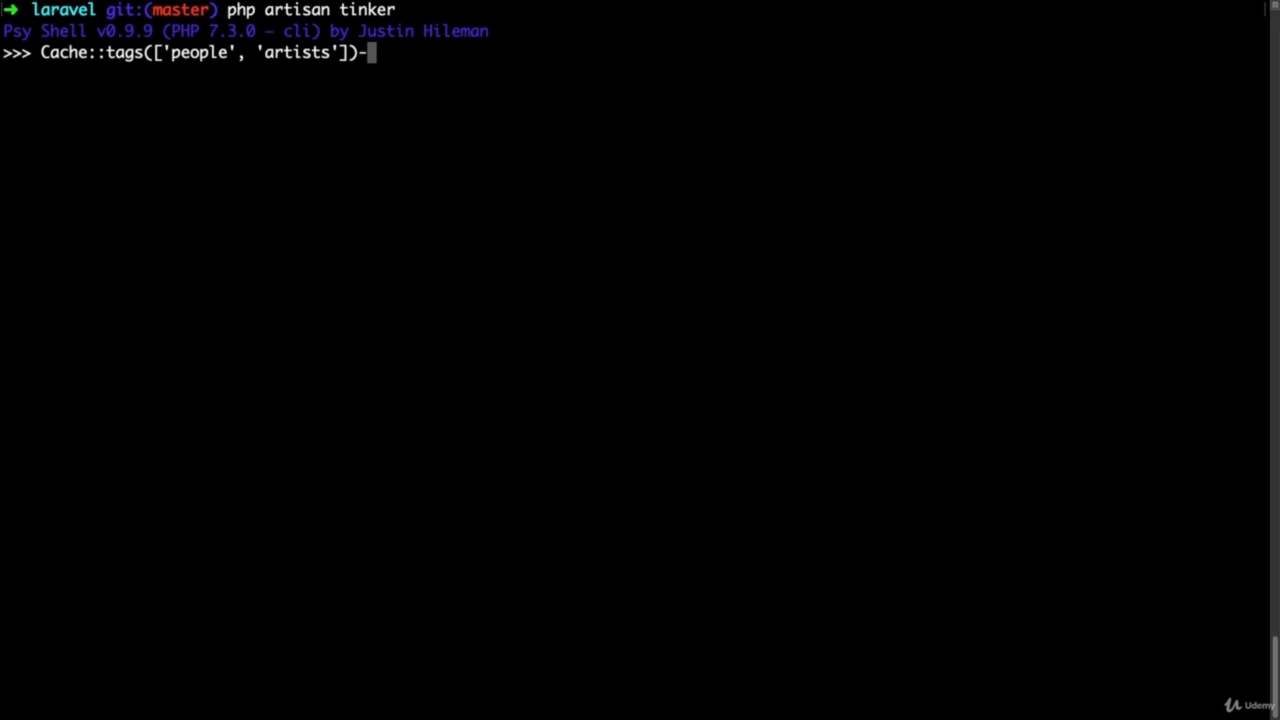 ➜ laravel git:(master) php artisan tinker
Psy Shell v0.9.9 (PHP 7.3.0 — cli) by Justin Hileman
>>> Cache::tags(['people', 'artists'])-
Udemy